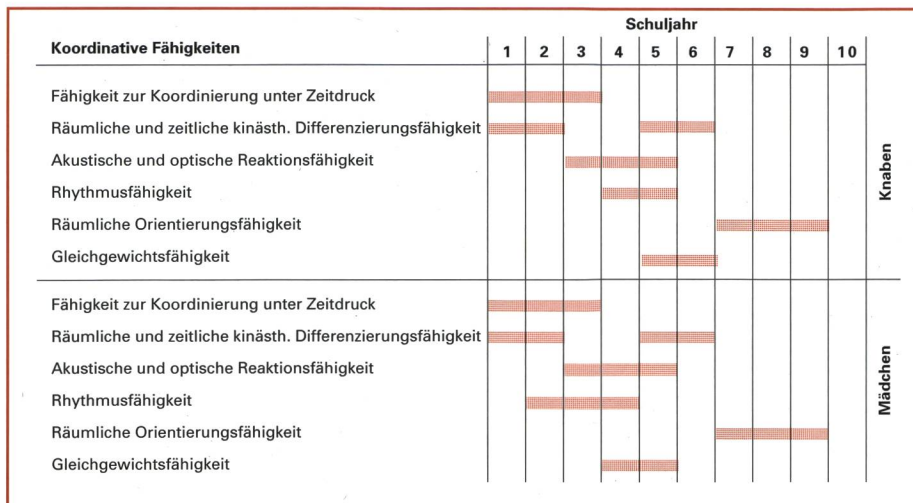 Schuljahr
Koordinative Fähigkeiten 1 2 3 4 5 6 7 8 9 10
Fähigkeit zur Koordinierung unter Zeitdruck
Räumliche und zeitliche kinästh. Differenzierungsfähigkeit
Akustische und optische Reaktionsfähigkeit
Rhythmusfähigkeit
Räumliche Orientierungsfähigkeit
Gleichgewichtsfähigkeit
Knaben
Fähigkeit zur Koordinierung unter Zeitdruck
Räumliche und zeitliche kinästh. Differenzierungsfähigkeit
Akustische und optische Reaktionsfähigkeit
Rhythmusfähigkeit
Räumliche Orientierungsfähigkeit
Gleichgewichtsfähigkeit
Mädchen